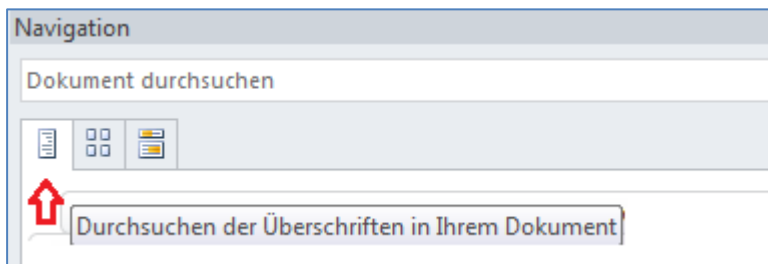 Navigation
Dokument durchsuchen
Durchsuchen der Überschriften in Ihrem Dokument